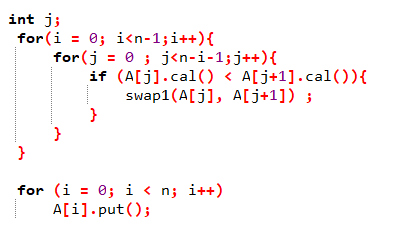 int j;
for(i = 0; i<n-1;i++){
for(j = 0 ; j<n-i-1;j++){
if (A[j].cal() < A[j+1].cal()){
swap1(A[j], A[j+1]) ;
}
}
}
for (i = 0; i < n; i++)
A[i].put();